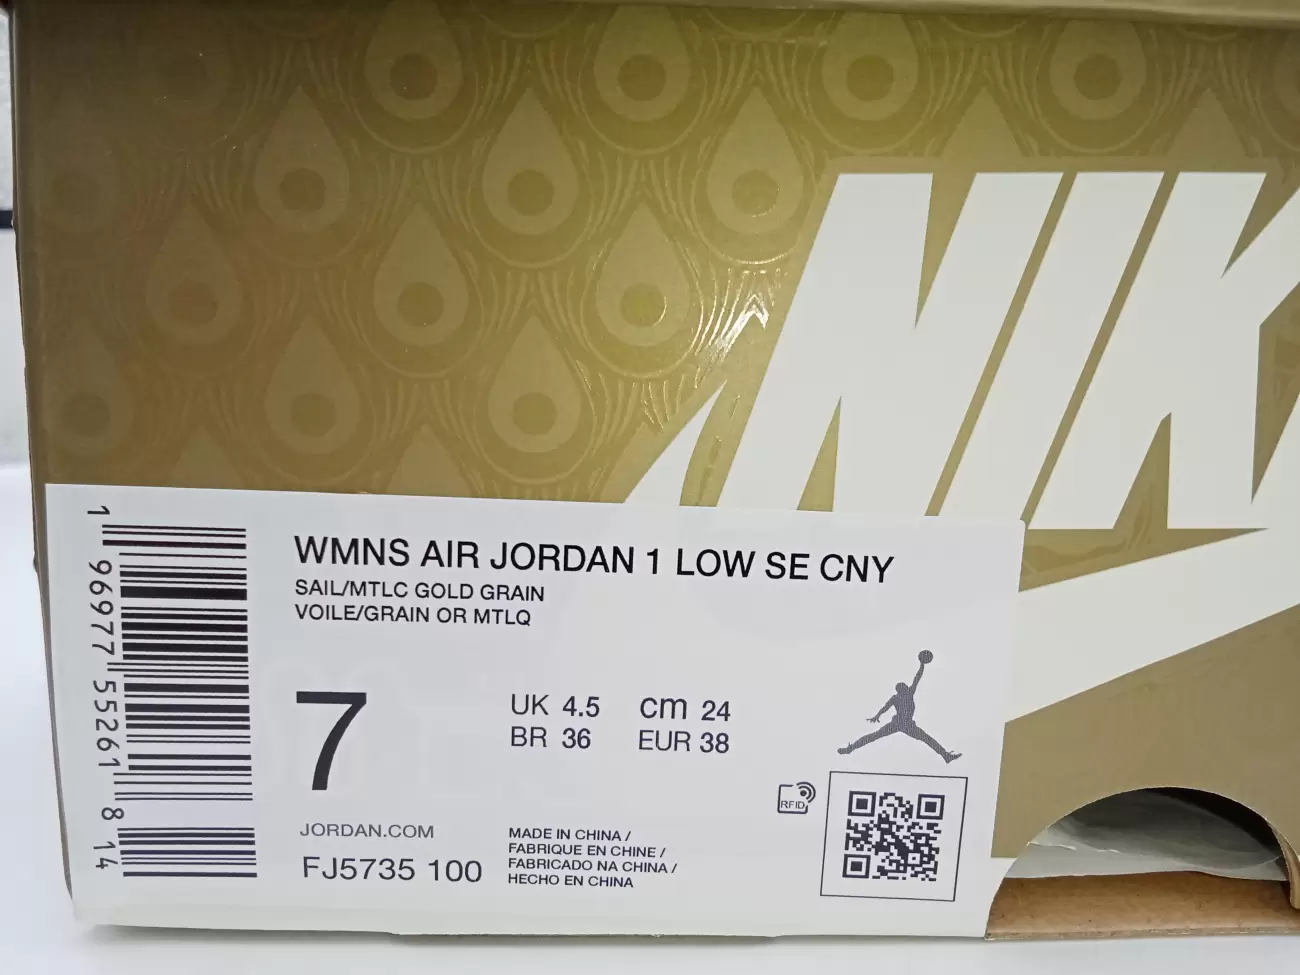 NIK
WMNS AIR JORDAN 1 LOW SE CNY
SAIL/MTLC GOLD GRAIN
VOILE/GRAIN OR MTLQ
7
UK 4.5 cm 24
BR 36 EUR 38
RFID
JORDAN.COM
FJ5735 100
MADE IN CHINA /
FABRIQUE EN CHINE /
FABRICADO NA CHINA /
HECHO EN CHINA
1 96977 55261 8 14